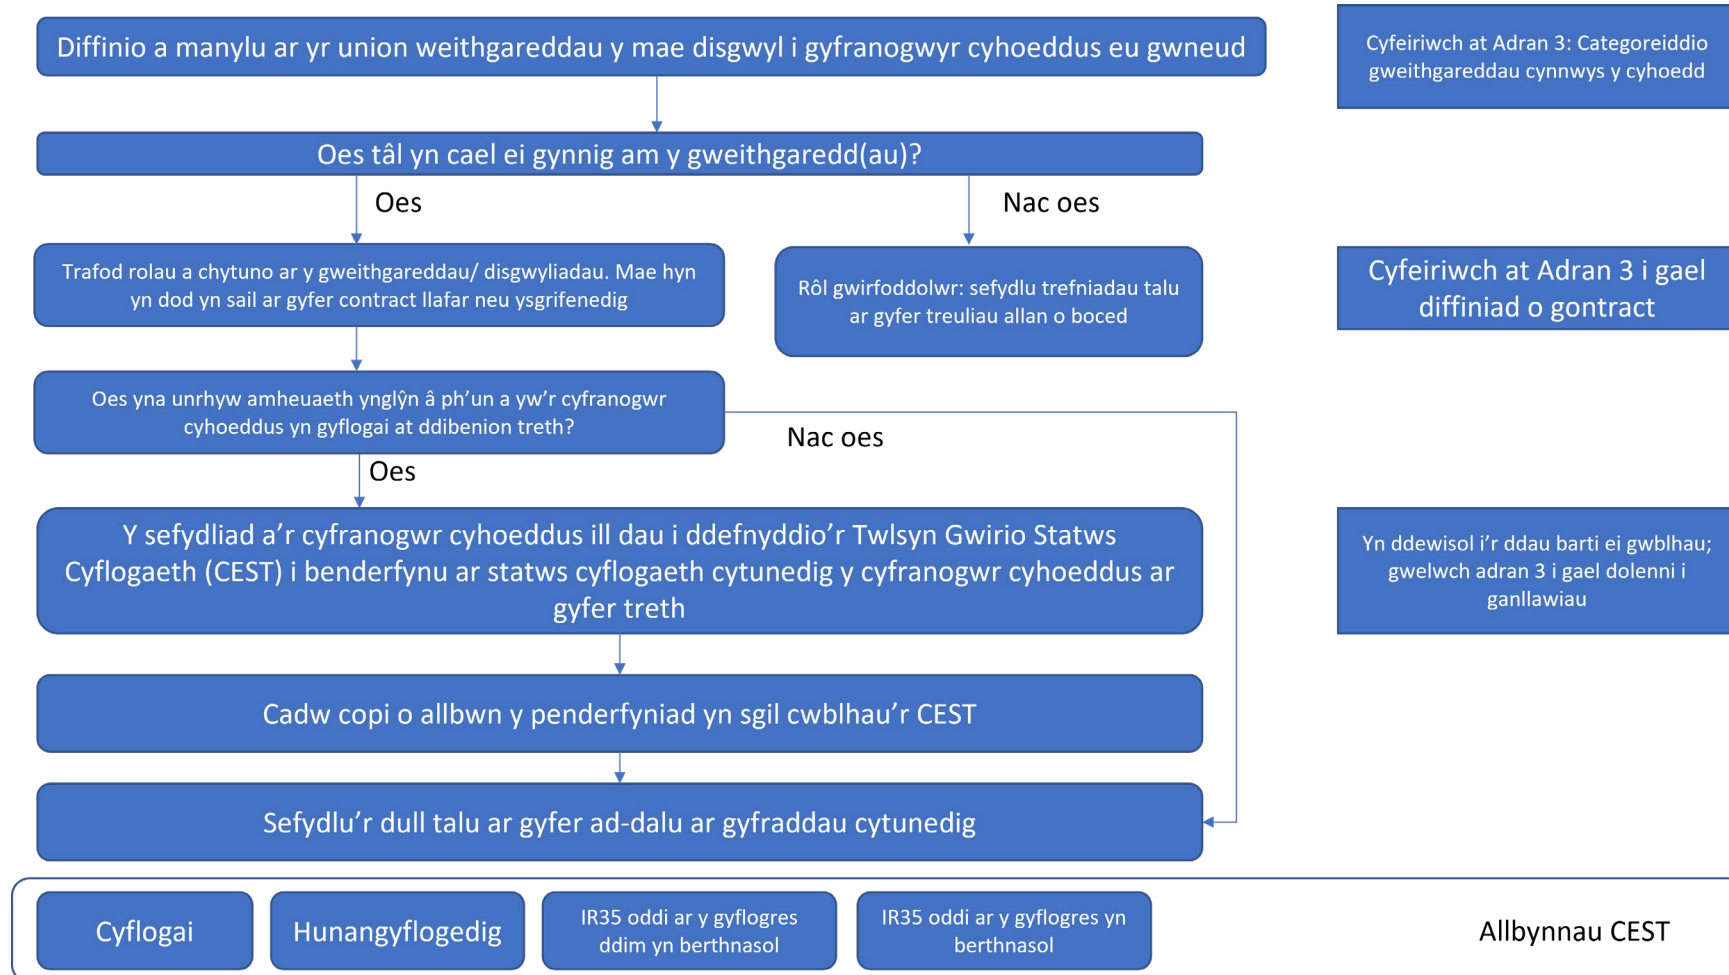 Diffinio a manylu ar yr union weithgareddau y mae disgwyl i gyfranogwyr cyhoeddus eu gwneud
Cyfeiriwch at Adran 3: Categoreiddio
gweithgareddau cynnwys y cyhoedd
Oes tâl yn cael ei gynnig am y gweithgaredd(au)?
Oes
Nac oes
Trafod rolau a chytuno ar y gweithgareddau/ disgwyliadau. Mae hyn
yn dod yn sail ar gyfer contract llafar neu ysgrifenedig
Rôl gwirfoddolwr: sefydlu trefniadau talu
ar gyfer treuliau allan o boced
Cyfeiriwch at Adran 3 i gael
diffiniad o gontract
Oes yna unrhyw amheuaeth ynglŷn â ph’un a yw’r cyfranogwr
cyhoeddus yn gyflogai at ddibenion treth?
Nac oes
Oes
Y sefydliad a’r cyfranogwr cyhoeddus ill dau i ddefnyddio’r Twlsyn Gwirio Statws
Cyflogaeth (CEST) i benderfynu ar statws cyflogaeth cytunedig y cyfranogwr cyhoeddus ar
gyfer treth
Yn ddewisol i’r ddau barti ei gwblhau;
gwelwch adran 3 i gael dolenni i
ganllawiau
Cadw copi o allbwn y penderfyniad yn sgil cwblhau’r CEST
Sefydlu’r dull talu ar gyfer ad-dalu ar gyfraddau cytunedig
Cyflogai
Hunangyflogedig
IR35 oddi ar y gyflogres
ddim yn berthnasol
IR35 oddi ar y gyflogres yn
berthnasol
Allbynnau CEST